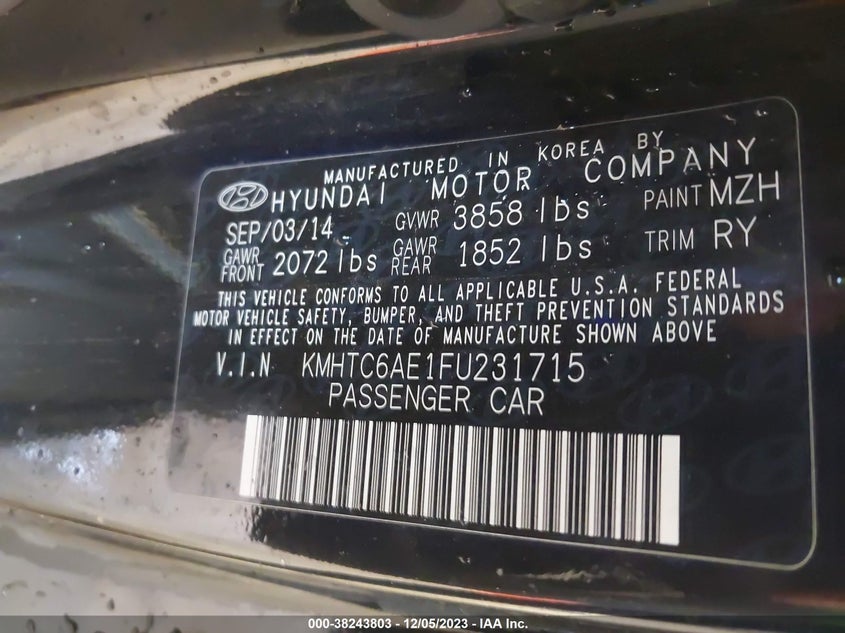 MANUFACTURED IN KOREA BY
HYUNDAI MOTOR COMPANY
SEP/03/14 GVWR 3858 lbs PAINT MZH
GAWR FRONT 2072 lbs GAWR REAR 1852 lbs TRIM RY
THIS VEHICLE CONFORMS TO ALL APPLICABLE U.S.A. FEDERAL
MOTOR VEHICLE SAFETY, BUMPER, AND THEFT PREVENTION STANDARDS
IN EFFECT ON THE DATE OF MANUFACTURE SHOWN ABOVE
V.I.N KMHTC6AE1FU231715
PASSENGER CAR
000-38243803 - 12/05/2023 - IAA Inc.